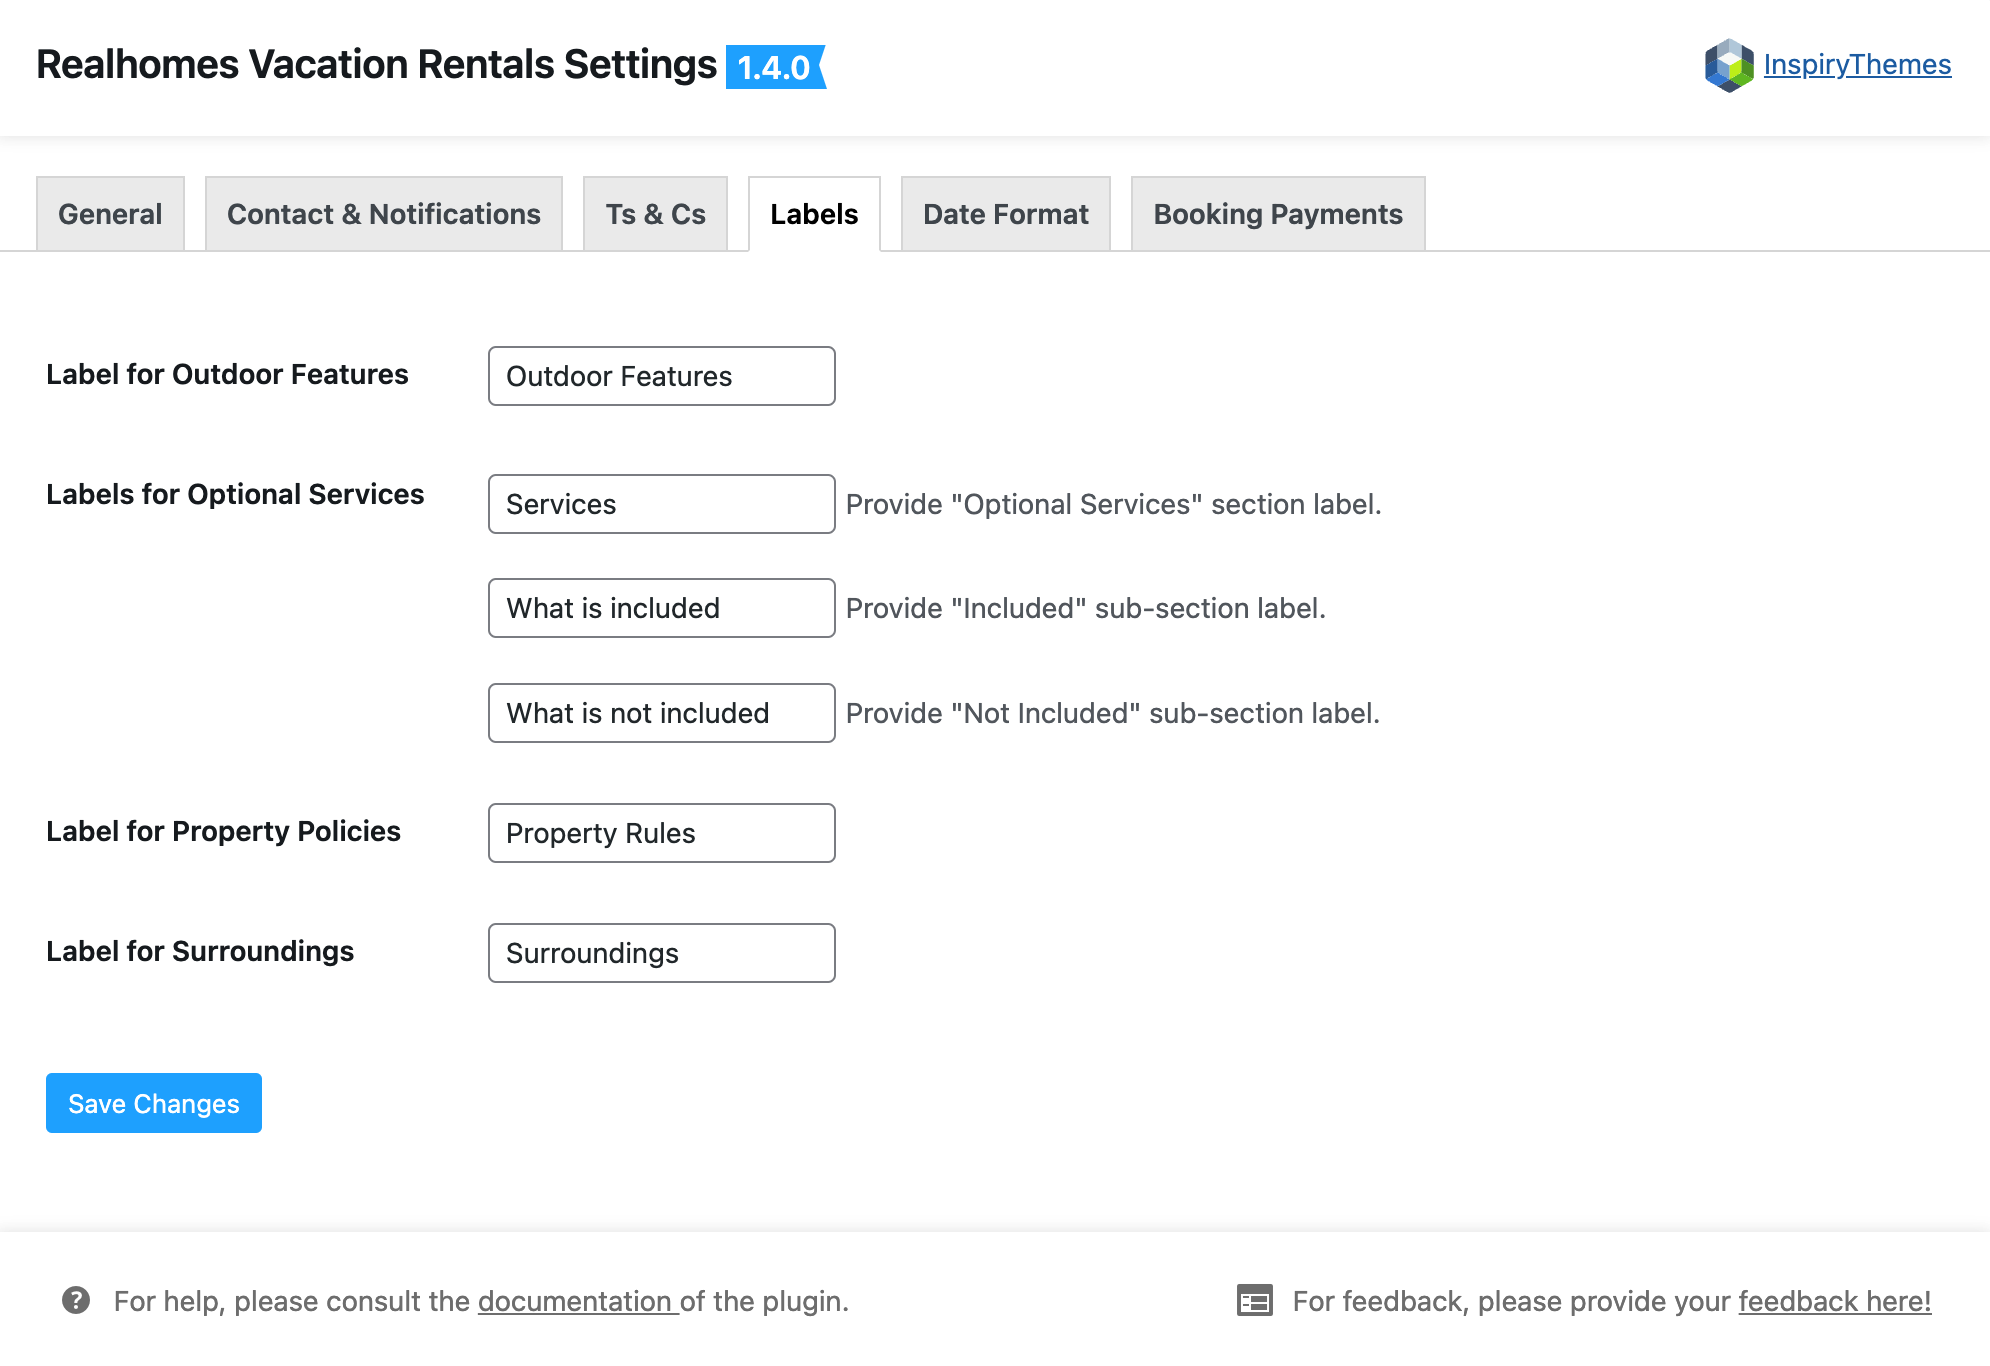 Realhomes Vacation Rentals Settings 1.4.0
InspiryThemes
General
Contact & Notifications
Ts & Cs
Labels
Date Format
Booking Payments
Label for Outdoor Features
Outdoor Features
Labels for Optional Services
Services
Provide "Optional Services" section label.
What is included
Provide "Included" sub-section label.
What is not included
Provide "Not Included" sub-section label.
Label for Property Policies
Property Rules
Label for Surroundings
Surroundings
Save Changes
For help, please consult the documentation of the plugin.
For feedback, please provide your feedback here!